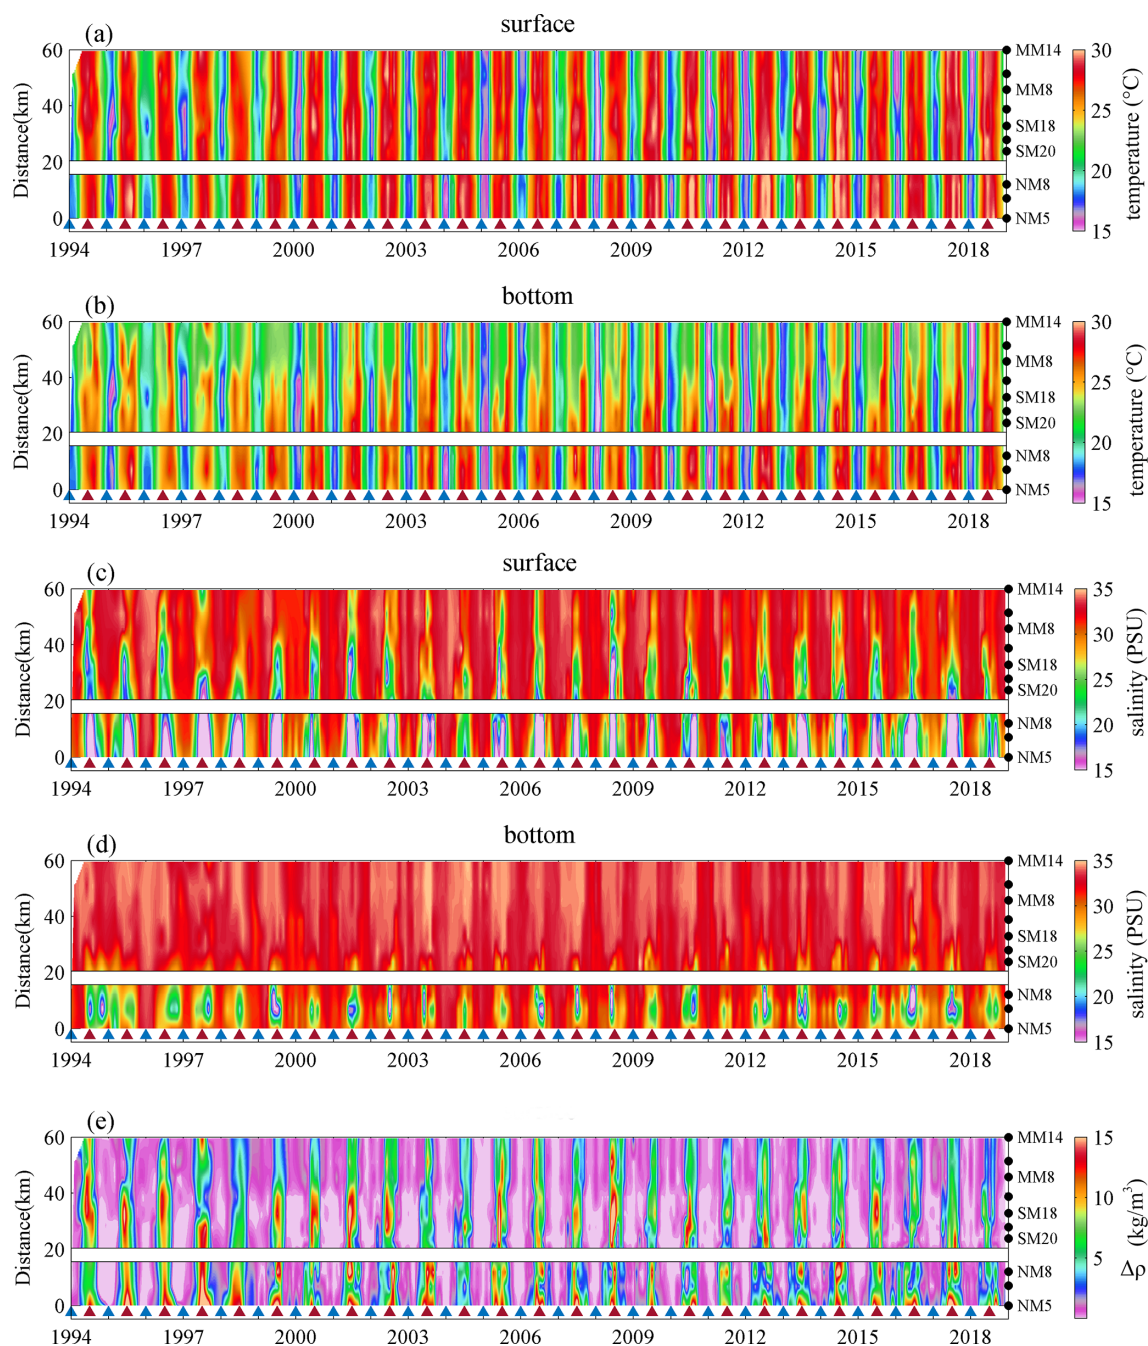 surface
(a)
60
40
20
0
Distance(km)
1994 1997 2000 2003 2006 2009 2012 2015 2018
MM14
MM8
SM18
SM20
NM8
NM5
30
25
20
15
temperature (°C)
bottom
(b)
60
40
20
0
Distance(km)
1994 1997 2000 2003 2006 2009 2012 2015 2018
MM14
MM8
SM18
SM20
NM8
NM5
30
25
20
15
temperature (°C)
surface
(c)
60
40
20
0
Distance(km)
1994 1997 2000 2003 2006 2009 2012 2015 2018
MM14
MM8
SM18
SM20
NM8
NM5
35
30
25
20
15
salinity (PSU)
bottom
(d)
60
40
20
0
Distance(km)
1994 1997 2000 2003 2006 2009 2012 2015 2018
MM14
MM8
SM18
SM20
NM8
NM5
35
30
25
20
15
salinity (PSU)
(e)
60
40
20
0
Distance(km)
1994 1997 2000 2003 2006 2009 2012 2015 2018
MM14
MM8
SM18
SM20
NM8
NM5
15
10
5
(kg/m³)
Δρ